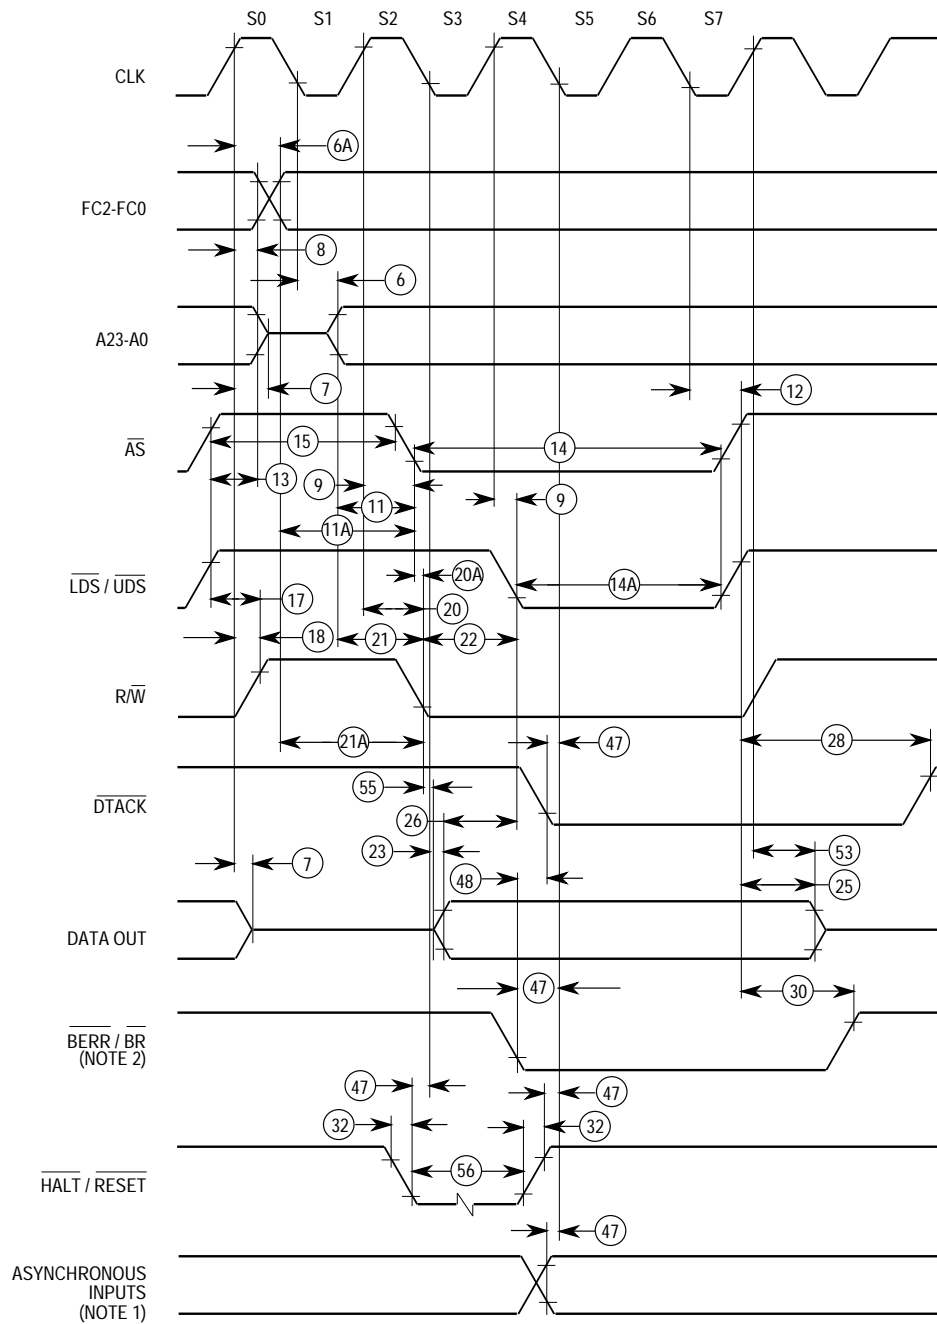 S0 S1 S2 S3 S4 S5 S6 S7
CLK
6A
FC2-FC0
8
6
A23-A0
7
12
AS
15
14
13
9
11
9
11A
LDS / UDS
20A
14A
17
20
18
21
22
R/W
21A
47
28
DTACK
55
26
23
53
7
48
25
DATA OUT
47
30
BERR / BR
(NOTE 2)
47
47
32
32
HALT / RESET
56
47
ASYNCHRONOUS
INPUTS
(NOTE 1)